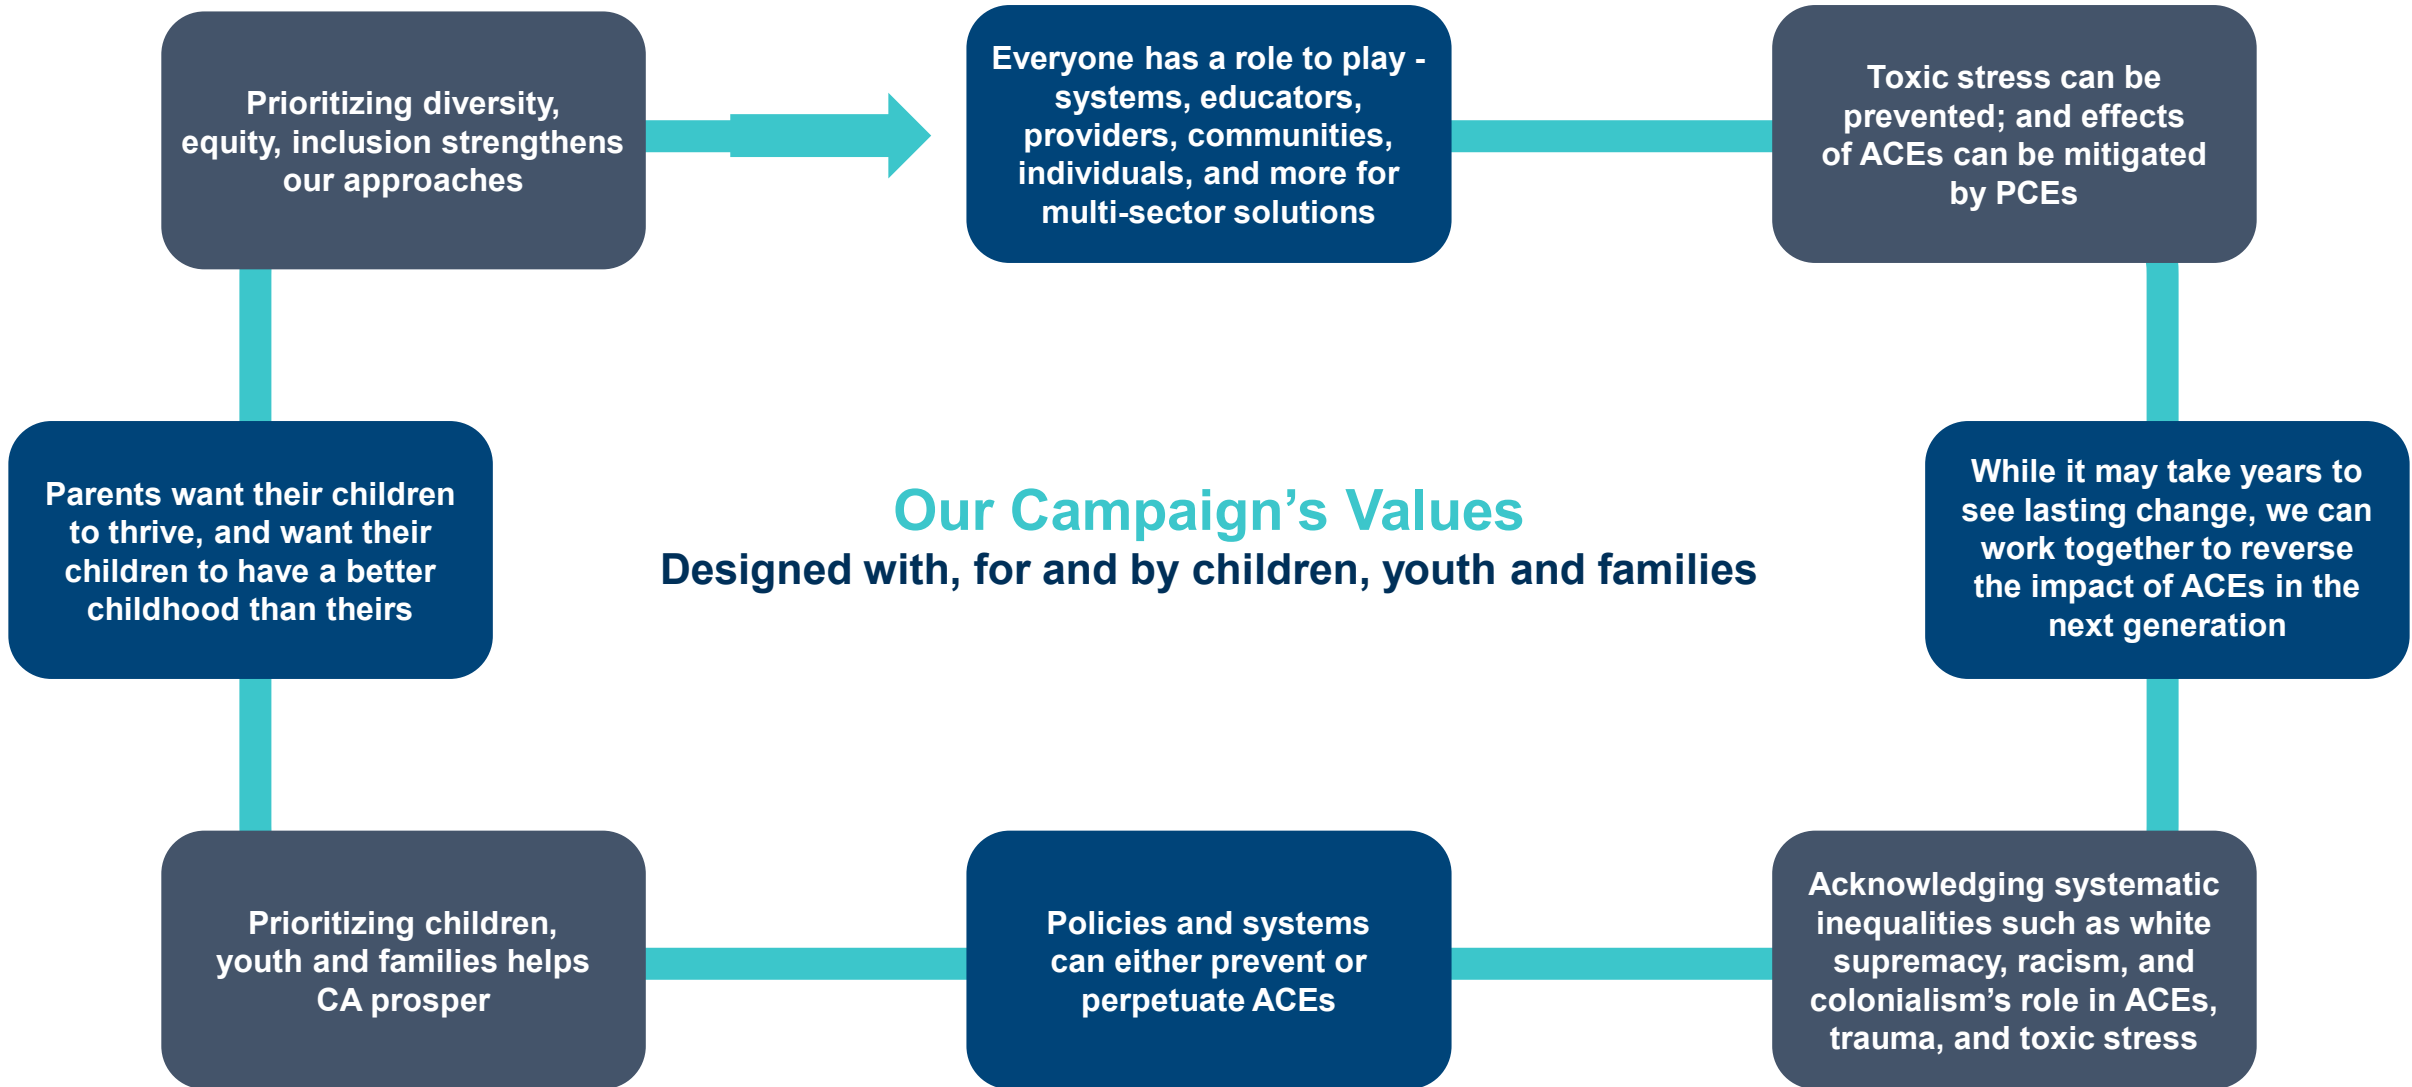 Prioritizing diversity,
equity, inclusion strengthens
our approaches
Everyone has a role to play -
systems, educators,
providers, communities,
individuals, and more for
multi-sector solutions
Toxic stress can be
prevented; and effects
of ACEs can be mitigated
by PCEs
Parents want their children
to thrive, and want their
children to have a better
childhood than theirs
Our Campaign’s Values
Designed with, for and by children, youth and families
While it may take years to
see lasting change, we can
work together to reverse
the impact of ACEs in the
next generation
Prioritizing children,
youth and families helps
CA prosper
Policies and systems
can either prevent or
perpetuate ACEs
Acknowledging systematic
inequalities such as white
supremacy, racism, and
colonialism’s role in ACEs,
trauma, and toxic stress